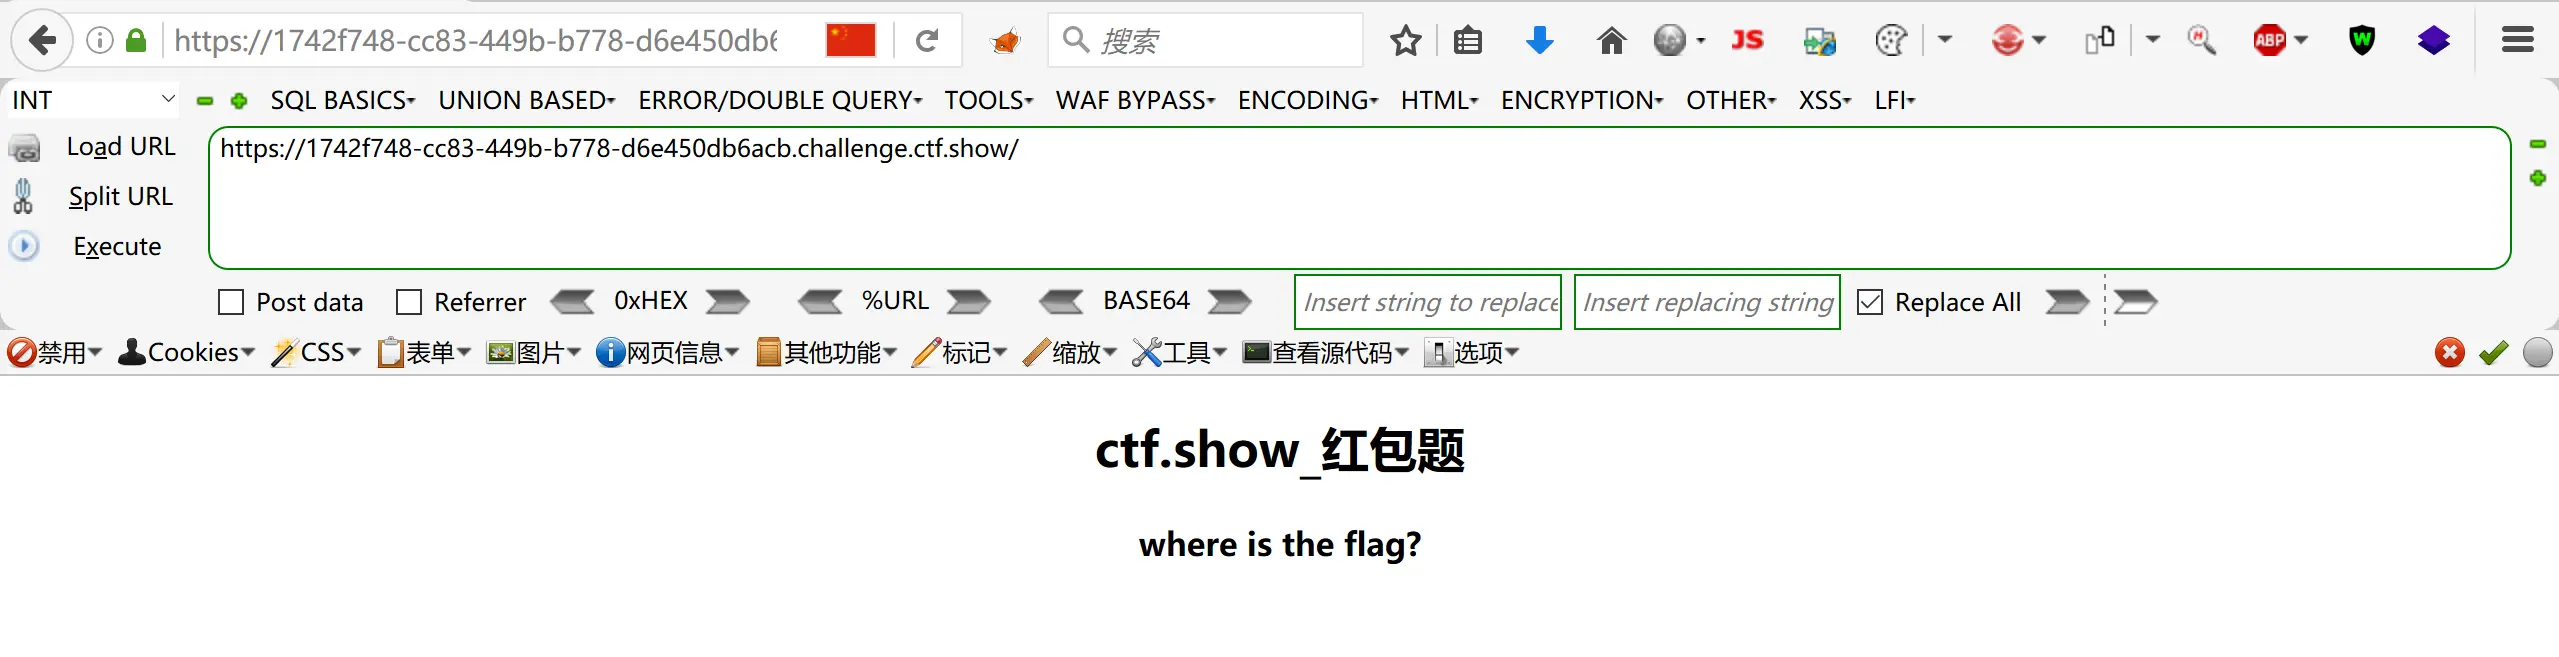 https://1742f748-cc83-449b-b778-d6e450db6 搜索 JS ABP W
INT SQL BASICS UNION BASED ERROR/DOUBLE QUERY TOOLS WAF BYPASS ENCODING HTML ENCRYPTION OTHER XSS LFI
Load URL https://1742f748-cc83-449b-b778-d6e450db6acb.challenge.ctf.show/
Split URL
Execute
Post data Referrer 0xHEX %URL BASE64 Insert string to replace Insert replacing string Replace All
禁用 Cookies CSS 表单 图片 网页信息 其他功能 标记 缩放 工具 查看源代码 选项
ctf.show_红包题
where is the flag?